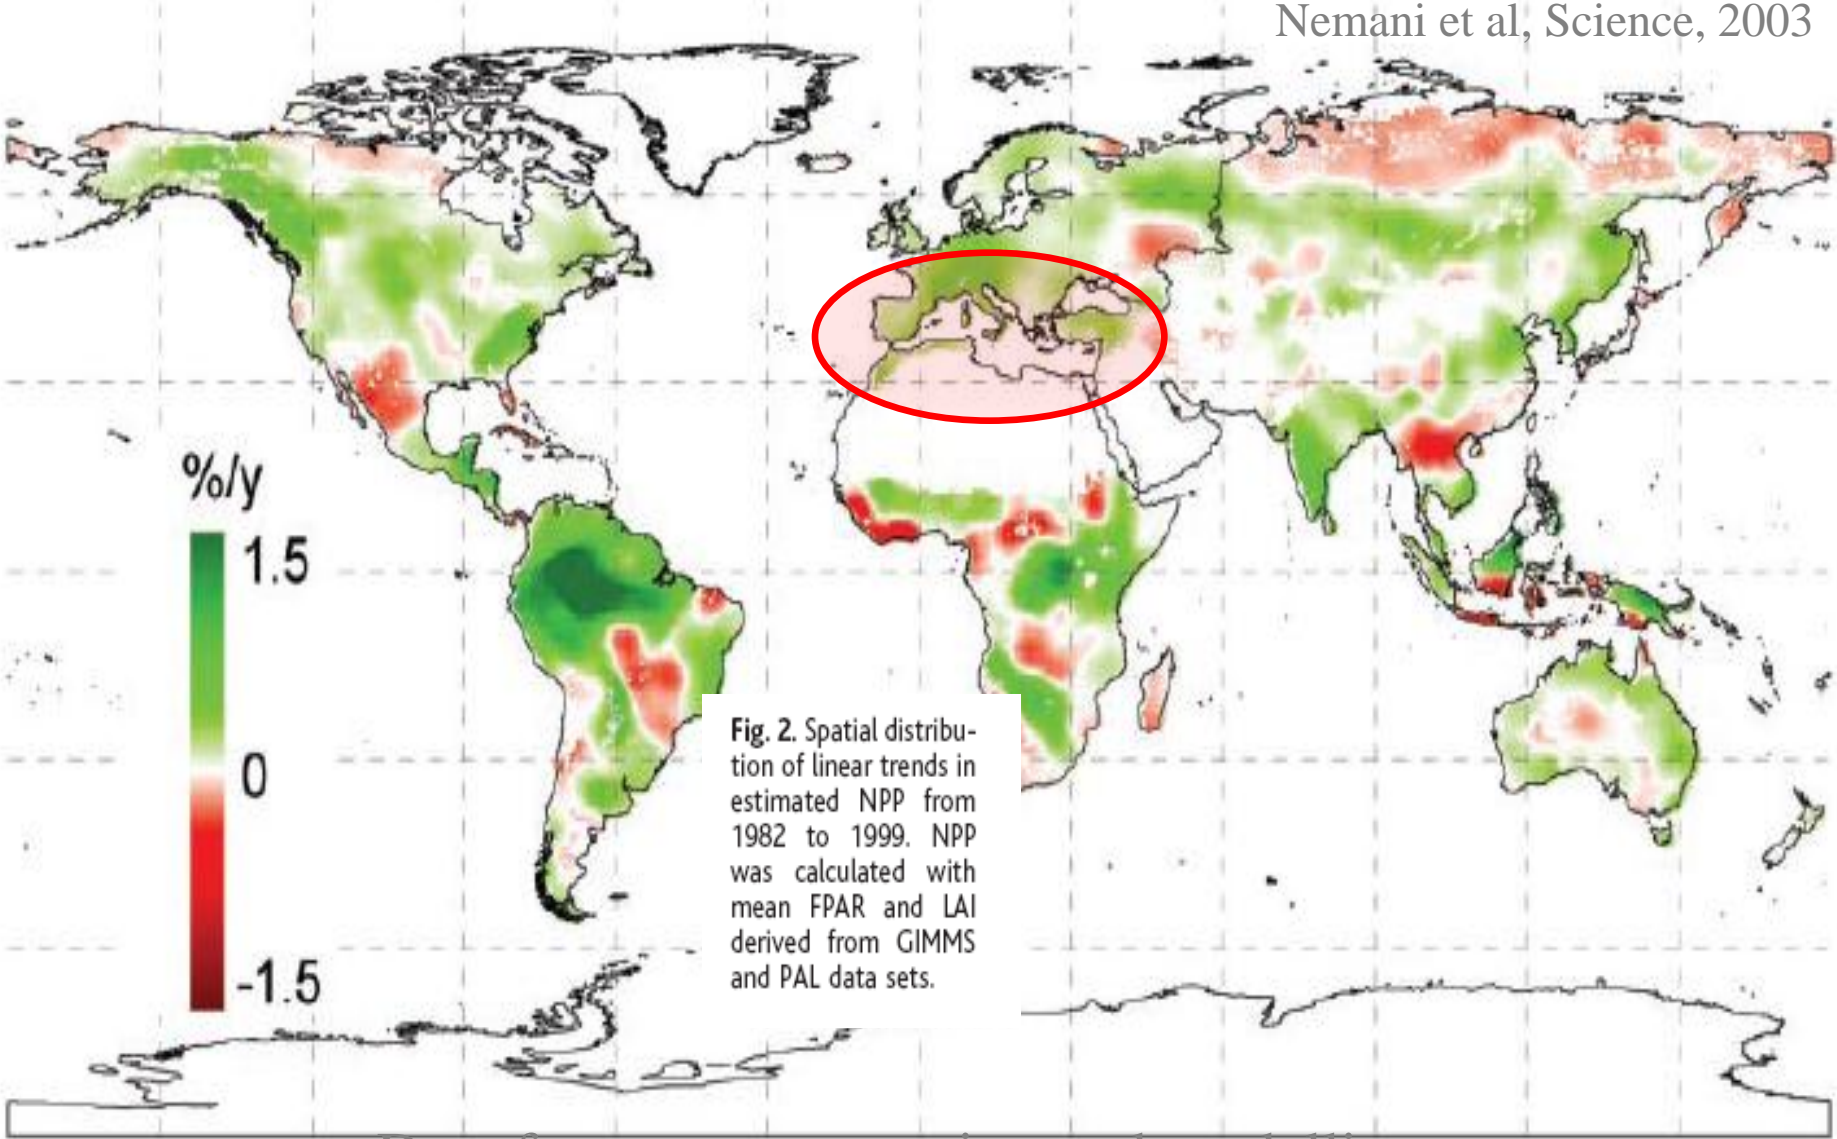 Nemani et al, Science, 2003
%/y
1.5
0
-1.5
Fig. 2. Spatial distribu-
tion of linear trends in
estimated NPP from
1982 to 1999. NPP
was calculated with
mean FPAR and LAI
derived from GIMMS
and PAL data sets.